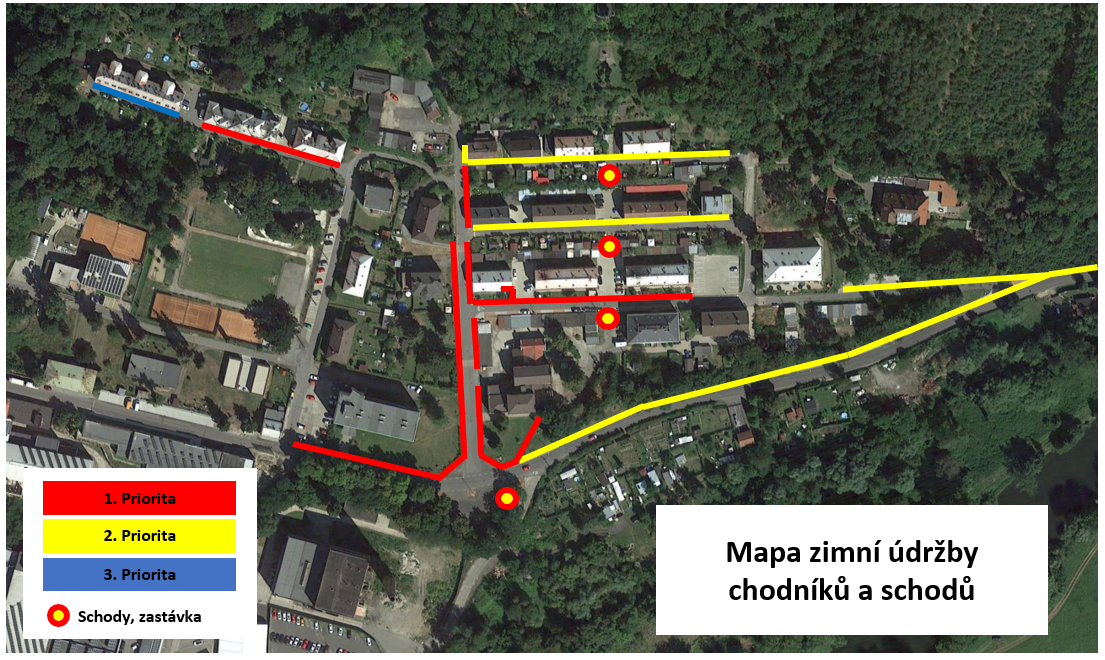 1. Priorita
2. Priorita
3. Priorita
Schody, zastávka
Mapa zimní údržby
chodníků a schodů